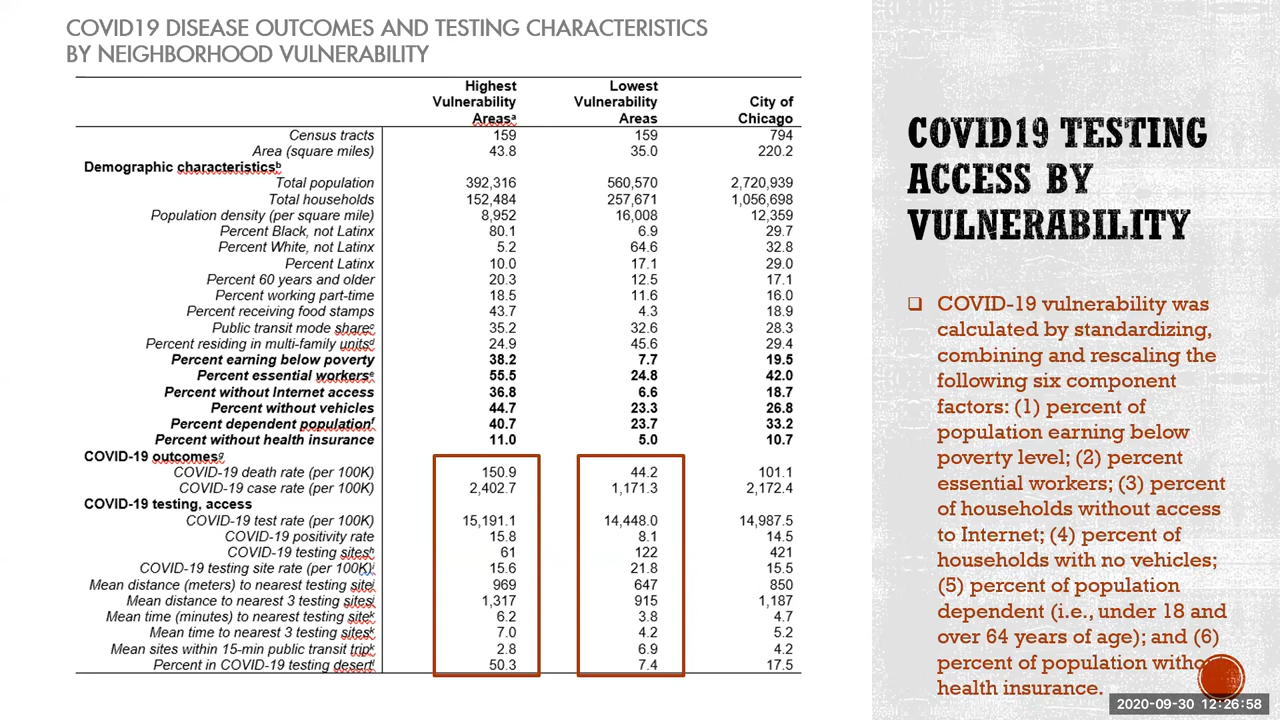 COVID19 DISEASE OUTCOMES AND TESTING CHARACTERISTICS
BY NEIGHBORHOOD VULNERABILITY
Highest Vulnerability Areasᵃ Lowest Vulnerability Areas City of Chicago
Census tracts 159 159 794
Area (square miles) 43.8 35.0 220.2
Demographic characteristicsᵇ
Total population 392,316 560,570 2,720,939
Total households 152,484 257,671 1,056,698
Population density (per square mile) 8,952 16,008 12,359
Percent Black, not Latinx 80.1 6.9 29.7
Percent White, not Latinx 5.2 64.6 32.8
Percent Latinx 10.0 17.1 29.0
Percent 60 years and older 20.3 12.5 17.1
Percent working part-time 18.5 11.6 16.0
Percent receiving food stamps 43.7 4.3 18.9
Public transit mode shareᶜ 35.2 32.6 28.3
Percent residing in multi-family unitsᵈ 24.9 45.6 29.4
Percent earning below poverty 38.2 7.7 19.5
Percent essential workersᵉ 55.5 24.8 42.0
Percent without Internet access 36.8 6.6 18.7
Percent without vehicles 44.7 23.3 26.8
Percent dependent populationᶠ 40.7 23.7 33.2
Percent without health insurance 11.0 5.0 10.7
COVID-19 outcomesᵍ
COVID-19 death rate (per 100K) 150.9 44.2 101.1
COVID-19 case rate (per 100K) 2,402.7 1,171.3 2,172.4
COVID-19 testing, access
COVID-19 test rate (per 100K) 15,191.1 14,448.0 14,987.5
COVID-19 positivity rate 15.8 8.1 14.5
COVID-19 testing sitesʰ 61 122 421
COVID-19 testing site rate (per 100K)ⁱ 15.6 21.8 15.5
Mean distance (meters) to nearest testing siteʲ 969 647 850
Mean distance to nearest 3 testing sitesʲ 1,317 915 1,187
Mean time (minutes) to nearest testing siteᵏ 6.2 3.8 4.7
Mean time to nearest 3 testing sitesᵏ 7.0 4.2 5.2
Mean sites within 15-min public transit tripᵏ 2.8 6.9 4.2
Percent in COVID-19 testing desertˡ 50.3 7.4 17.5
COVID19 TESTING
ACCESS BY
VULNERABILITY
❑ COVID-19 vulnerability was
calculated by standardizing,
combining and rescaling the
following six component
factors: (1) percent of
population earning below
poverty level; (2) percent
essential workers; (3) percent
of households without access
to Internet; (4) percent of
households with no vehicles;
(5) percent of population
dependent (i.e., under 18 and
over 64 years of age); and (6)
percent of population
health insurance.
2020-09-30 12:26:58